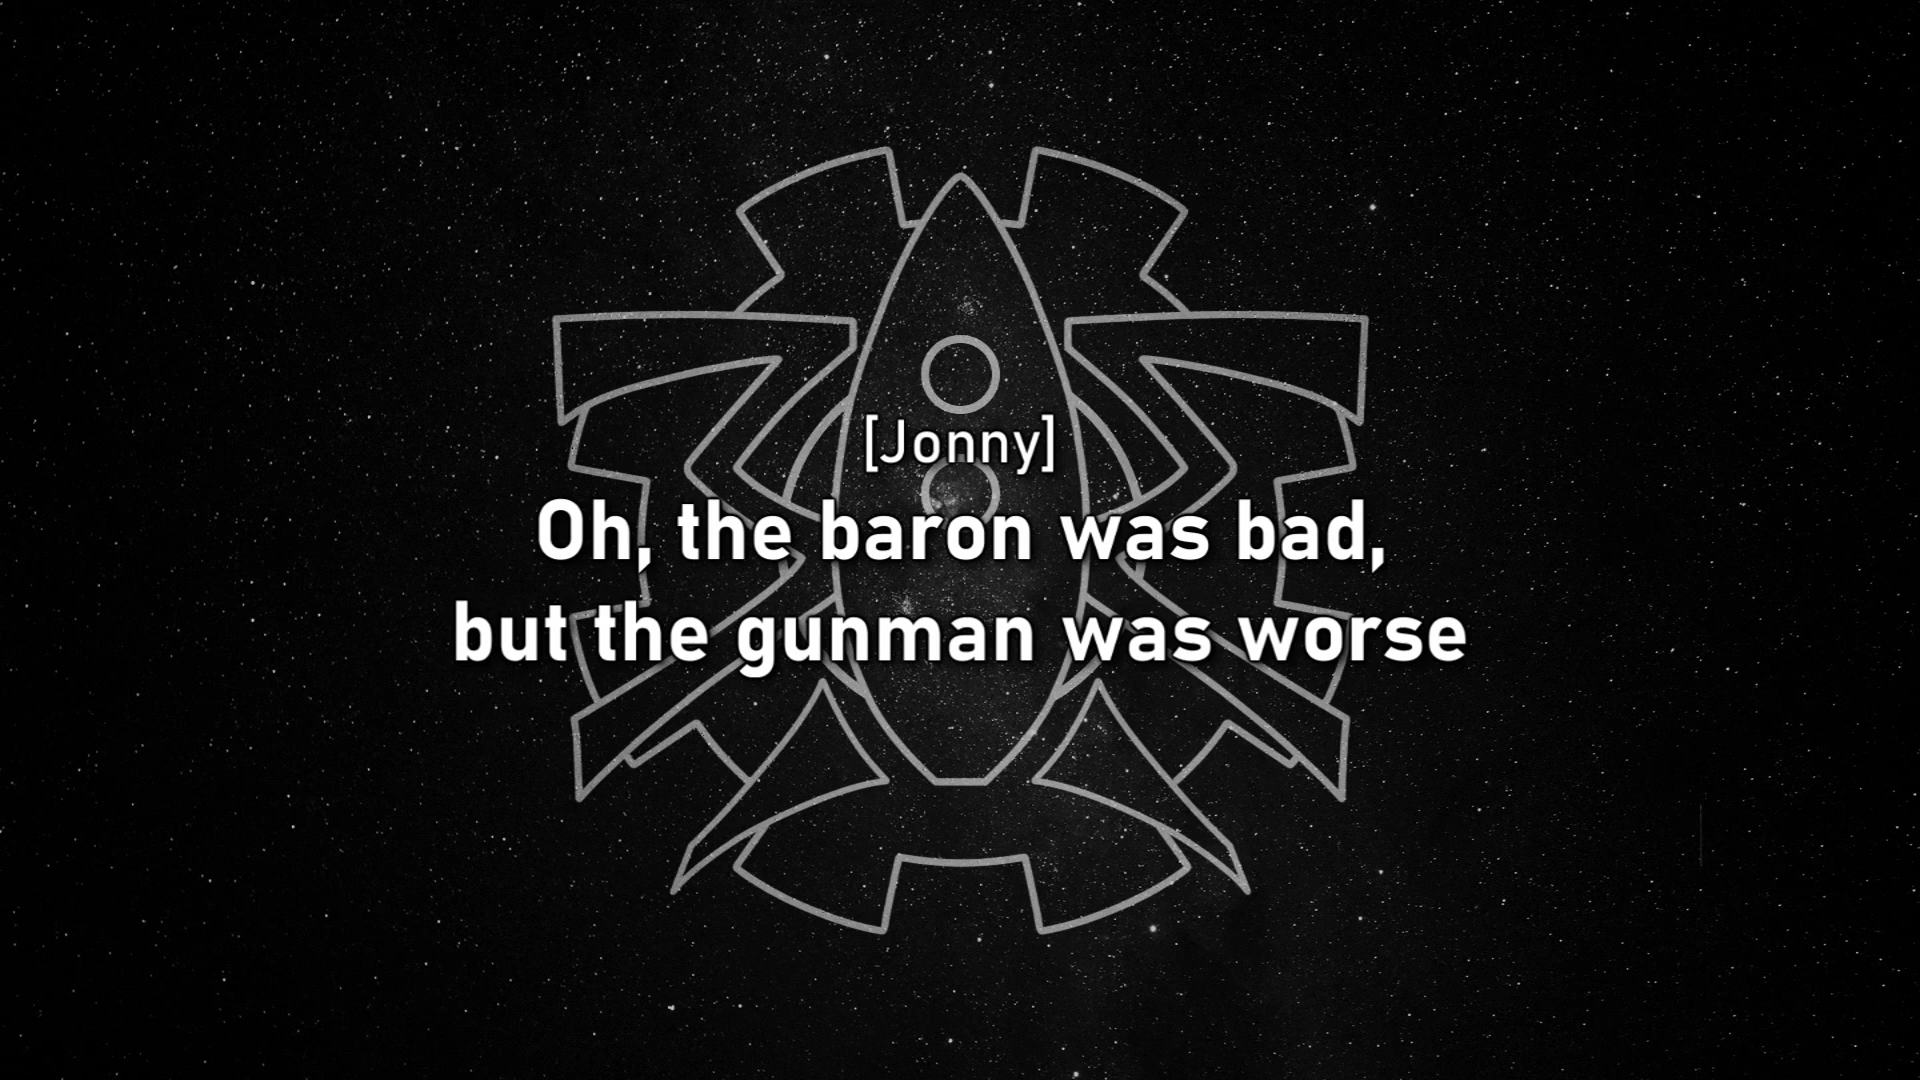 [Jonny]
Oh, the baron was bad,
but the gunman was worse